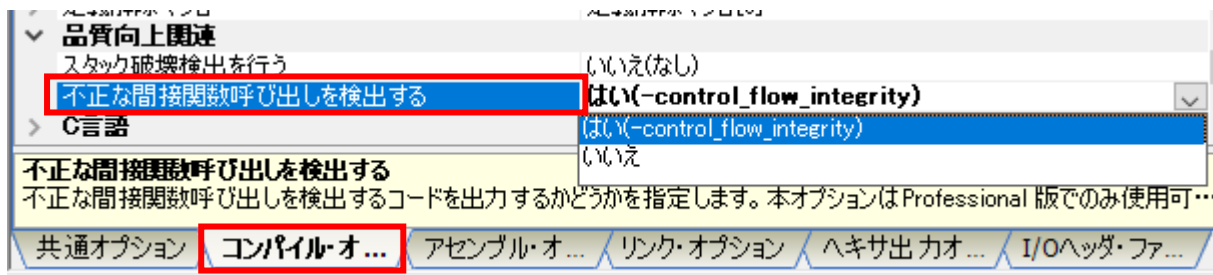 品質向上関連
スタック破壊検出を行う いいえ(なし)
不正な間接関数呼び出しを検出する はい(-control_flow_integrity)
C言語 はい(-control_flow_integrity)
いいえ
不正な間接関数呼び出しを検出する
不正な間接関数呼び出しを検出するコードを出力するかどうかを指定します。本オプションはProfessional 版でのみ使用可…
共通オプション コンパイル・オ... アセンブル・オ... リンク・オプション ヘキサ出力オ... I/Oヘッダ・ファ...